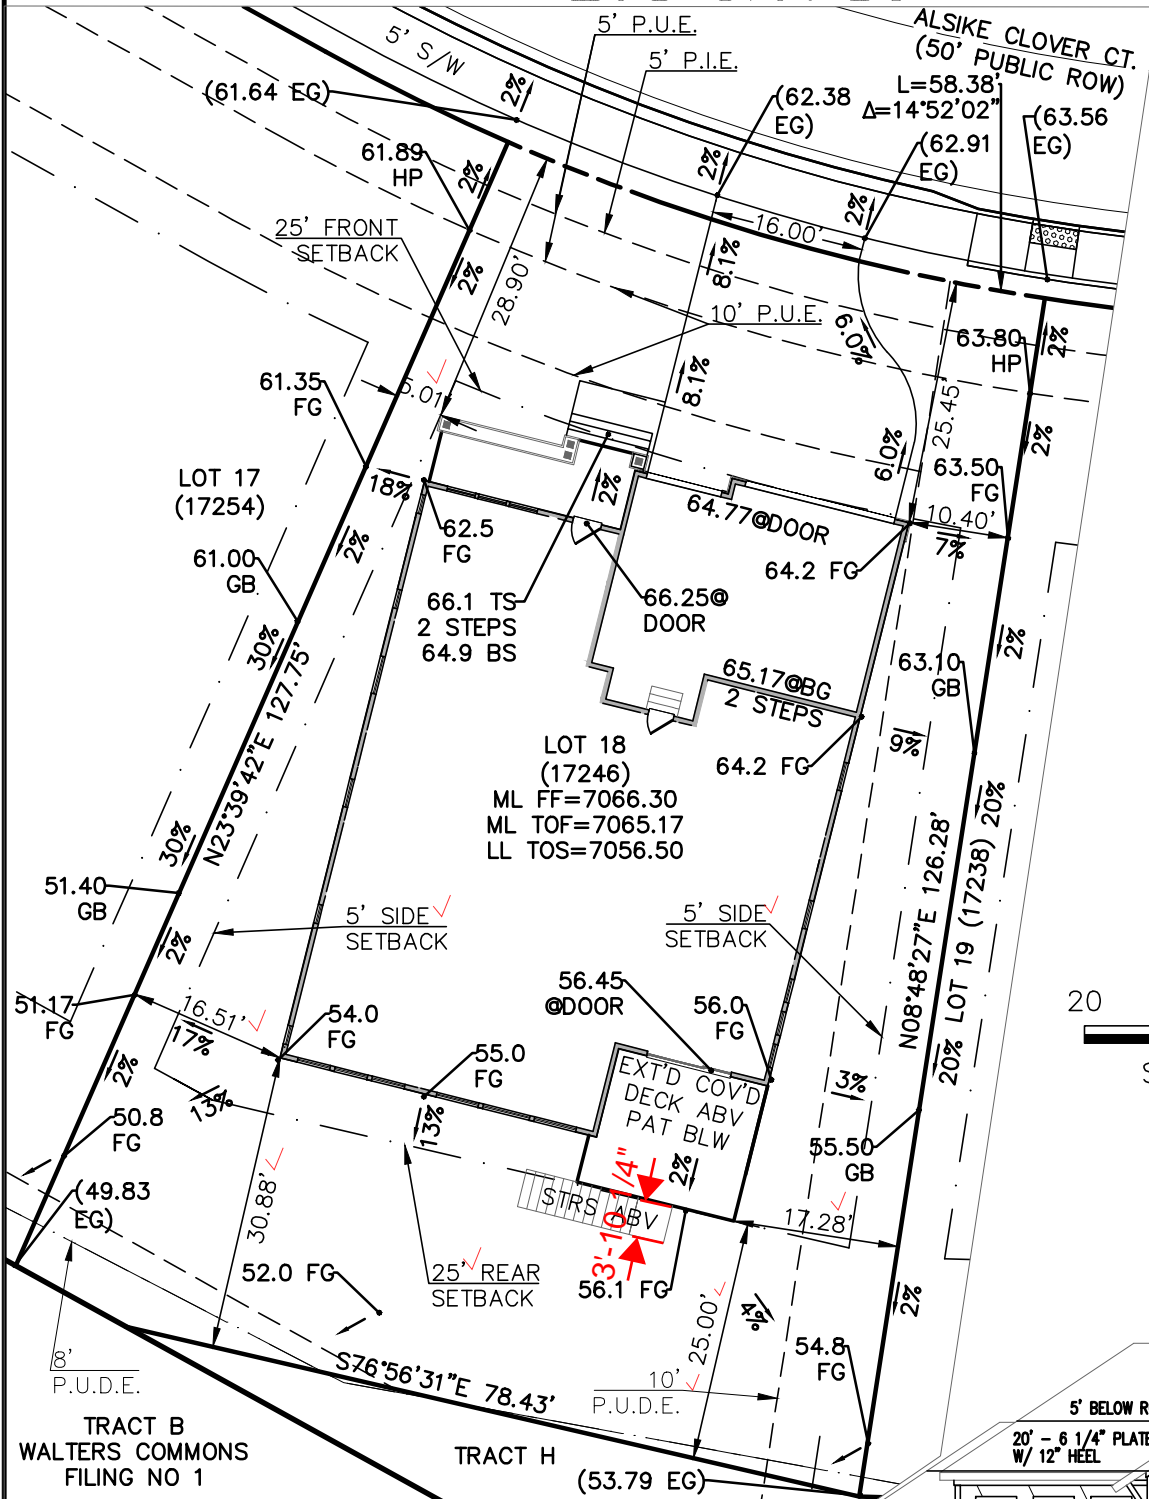 ALSIKE CLOVER CT.
(50' PUBLIC ROW)
5' P.U.E.
5' S/W
5' P.I.E.
L=58.38'
Δ=14°52'02"
(61.64 EG)
2%
(62.38
EG)
(63.56
EG)
(62.91
EG)
61.89
HP
2%
2%
2%
25' FRONT
SETBACK
16.00'
2%
28.90'
8.1%
10' P.U.E.
6.0%
63.80
HP
2%
61.35
FG
5.01'
8.1%
25.45'
2%
LOT 17
(17254)
18%
6.0%
63.50
FG
2%
64.77@DOOR
10.40'
7%
62.5
FG
2%
61.00
GB
64.2 FG
66.1 TS
2 STEPS
64.9 BS
66.25@
DOOR
30%
2%
65.17@BG
2 STEPS
63.10
GB
N23°39'42"E 127.75'
LOT 18
(17246)
ML FF=7066.30
ML TOF=7065.17
LL TOS=7056.50
64.2 FG
9%
20%
30%
51.40
GB
5' SIDE
SETBACK
5' SIDE
SETBACK
N08°48'27"E 126.28'
LOT 19 (17238)
2%
51.17
FG
16.51'
17%
54.0
FG
56.45
@DOOR
56.0
FG
20
20%
2%
55.0
FG
EXT'D COV'D
DECK ABV
PAT BLW
3%
13%
13%
50.8
FG
2%
55.50
GB
(49.83
EG)
30.88'
STRS ABV
3'-10 1/4"
17.28'
52.0 FG
25' REAR
SETBACK
56.1 FG
2%
4%
25.00'
54.8
FG
8'
P.U.D.E.
S76°56'31"E 78.43'
10'
P.U.D.E.
TRACT B
WALTERS COMMONS
FILING NO 1
TRACT H
(53.79 EG)
5' BELOW R
20' - 6 1/4" PLATE
W/ 12" HEEL